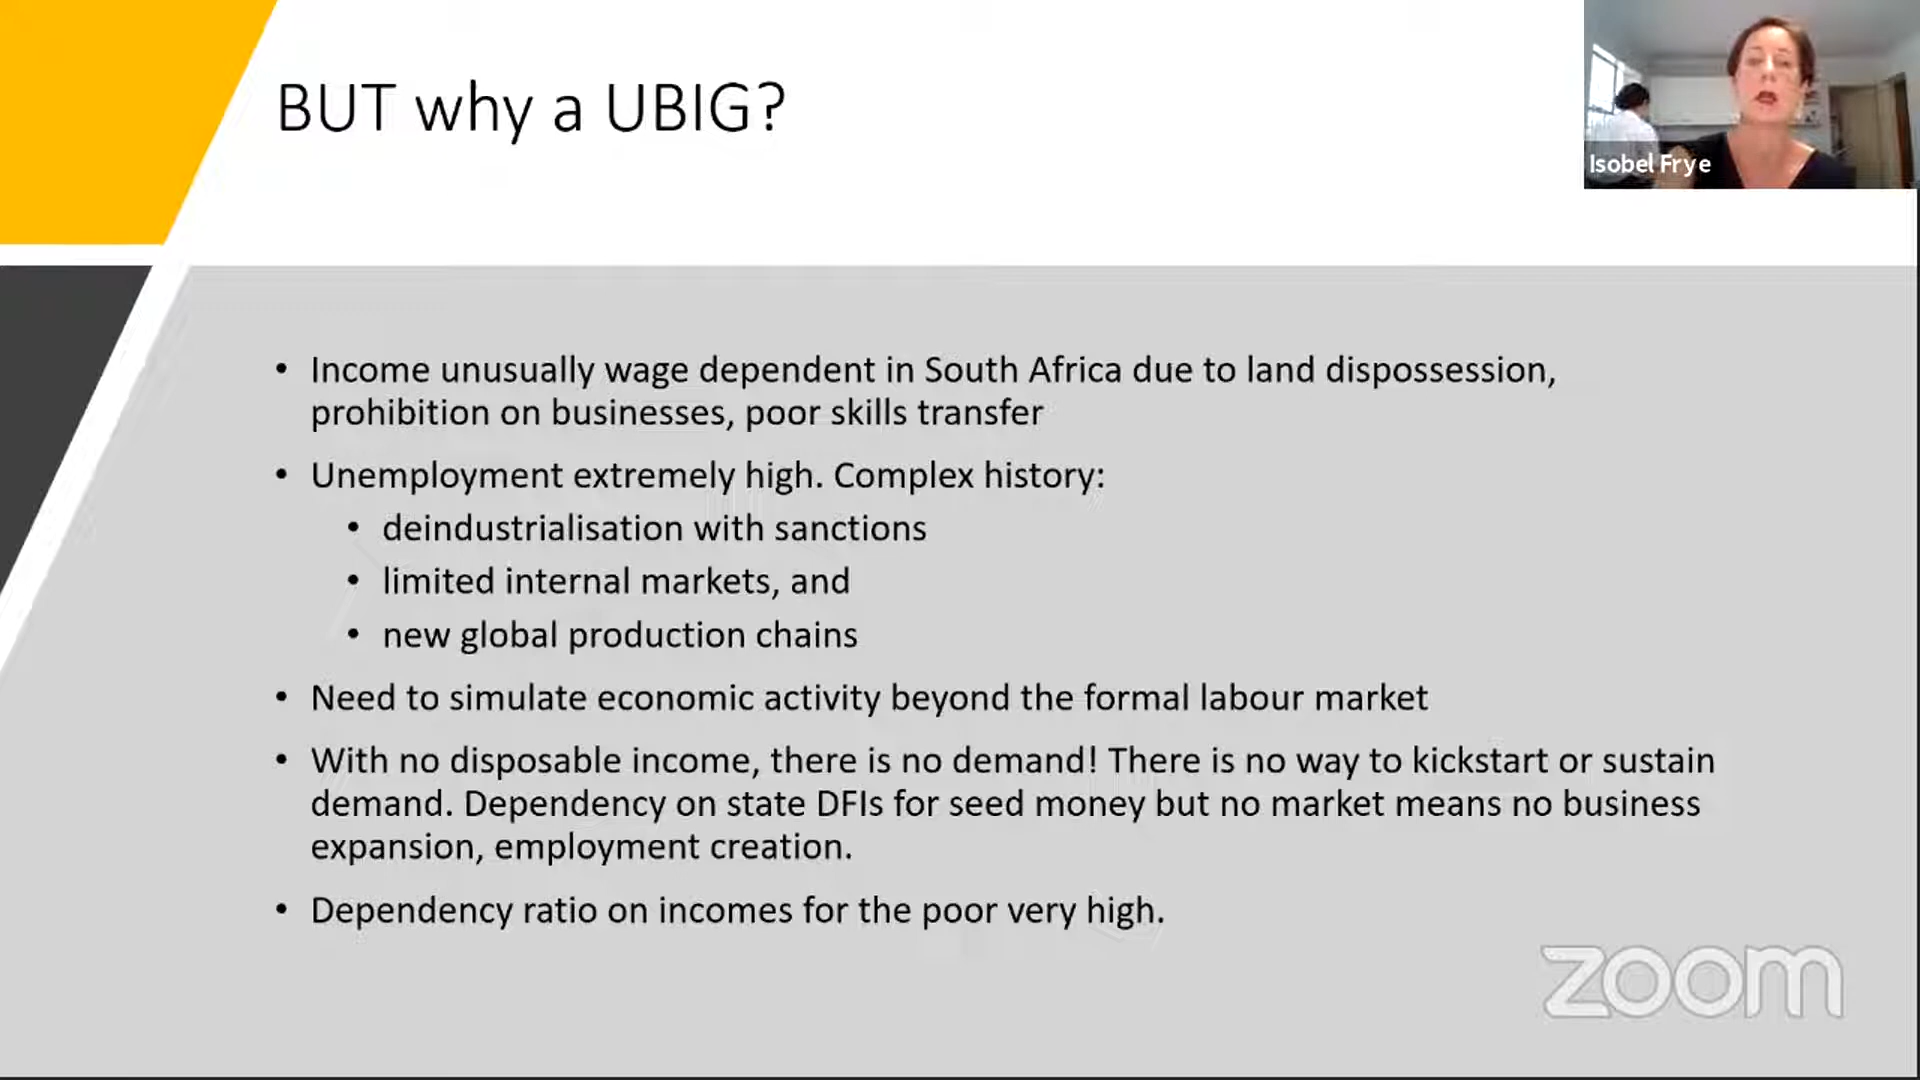 BUT why a UBIG?
Isobel Frye
• Income unusually wage dependent in South Africa due to land dispossession,
prohibition on businesses, poor skills transfer
• Unemployment extremely high. Complex history:
• deindustrialisation with sanctions
• limited internal markets, and
• new global production chains
• Need to simulate economic activity beyond the formal labour market
• With no disposable income, there is no demand! There is no way to kickstart or sustain
demand. Dependency on state DFIs for seed money but no market means no business
expansion, employment creation.
• Dependency ratio on incomes for the poor very high.
zoom